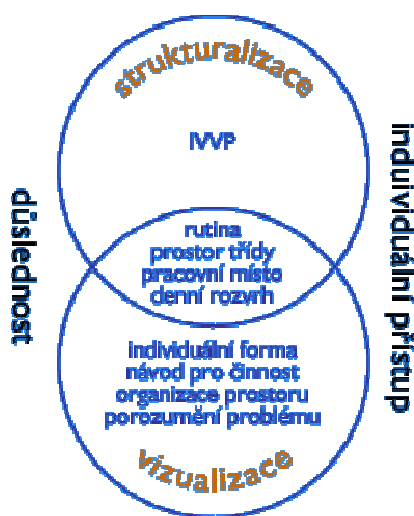 strukturalizace
IVVP
důslednost
individuální přístup
rutina
prostor třídy
pracovní místo
denní rozvrh
individuální forma
návod pro činnost
organizace prostoru
porozumění problému
vizualizace